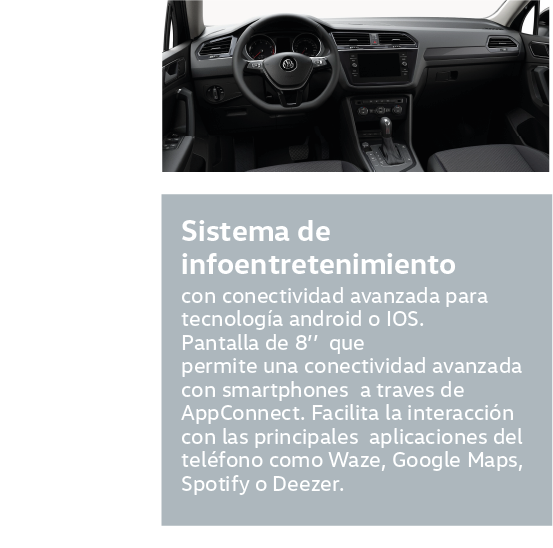 Sistema de
infoentretenimiento
con conectividad avanzada para
tecnología android o IOS.
Pantalla de 8’’  que
permite una conectividad avanzada
con smartphones  a traves de
AppConnect. Facilita la interacción
con las principales  aplicaciones del
teléfono como Waze, Google Maps,
Spotify o Deezer.